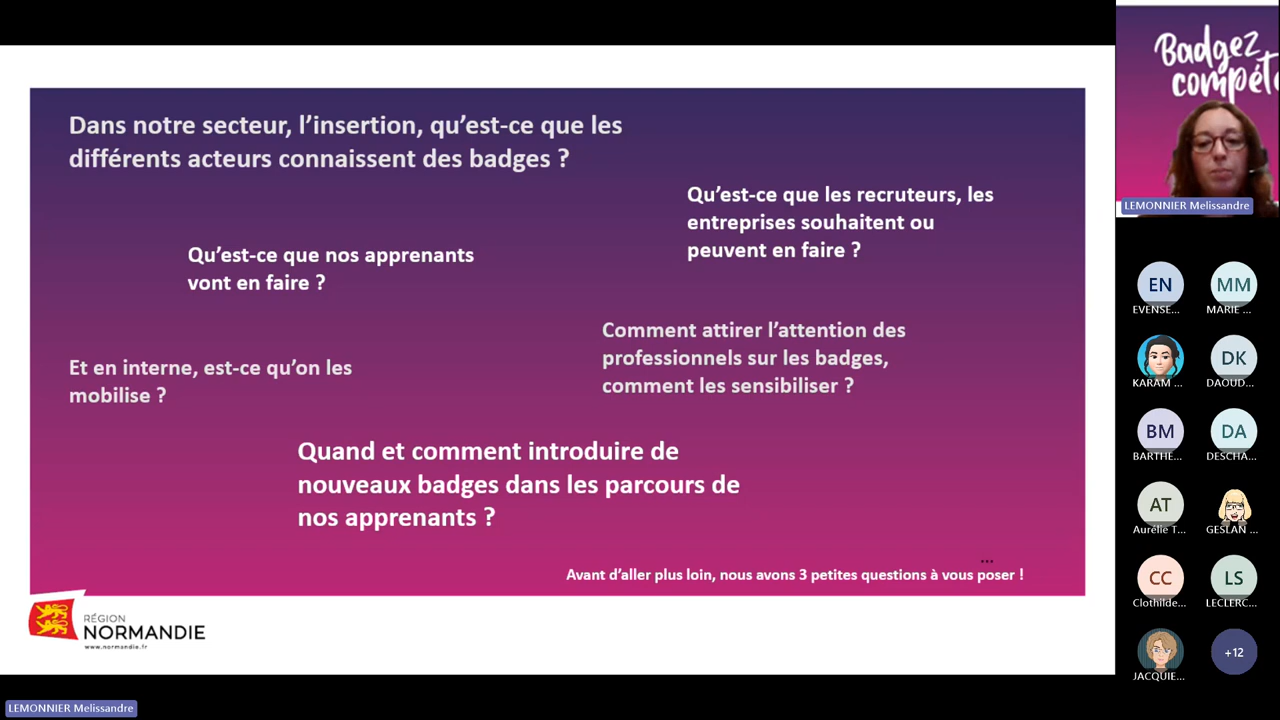 Dans notre secteur, l'insertion, qu'est-ce que les
différents acteurs connaissent des badges ?
Qu'est-ce que les recruteurs, les
entreprises souhaitent ou
peuvent en faire ?
Qu'est-ce que nos apprenants
vont en faire ?
Comment attirer l'attention des
professionnels sur les badges,
comment les sensibiliser ?
Et en interne, est-ce qu'on les
mobilise ?
Quand et comment introduire de
nouveaux badges dans les parcours de
nos apprenants ?
...
Avant d'aller plus loin, nous avons 3 petites questions à vous poser !
RÉGION
NORMANDIE
www.normandie.fr
LEMONNIER Melissandre
Badgez
compéte
LEMONNIER Melissandre
EN
MM
EVENSE...
MARIE ...
DK
KARAM ...
DAOUD...
BM
DA
BARTHE...
DESCHA...
AT
Aurélie T...
GESLAN ...
CC
LS
Clothilde...
LECLERC...
+12
JACQUIE...